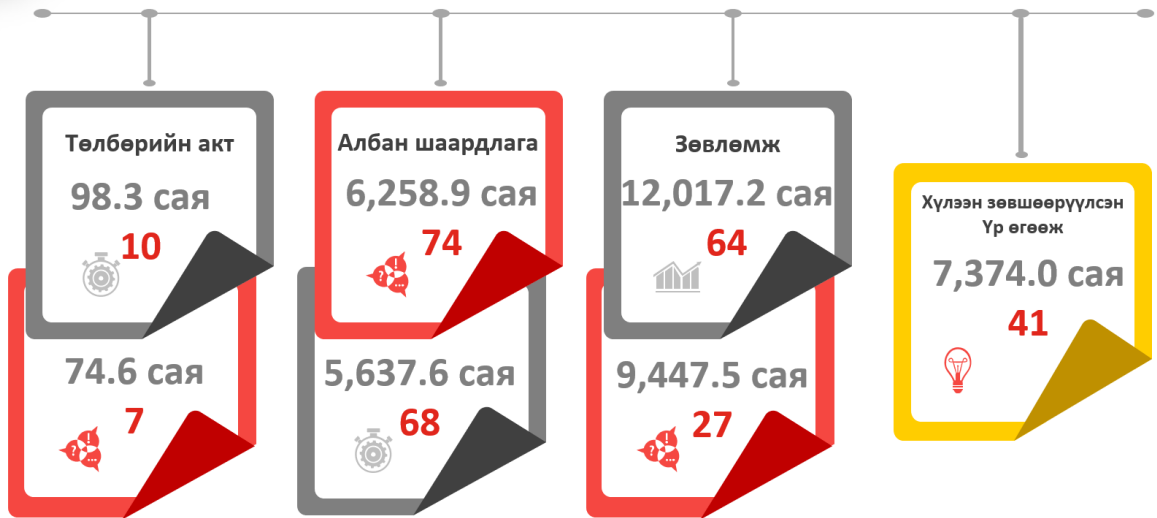 Төлбөрийн акт
98.3 сая
10
74.6 сая
7
Албан шаардлага
6,258.9 сая
74
5,637.6 сая
68
Зөвлөмж
12,017.2 сая
64
9,447.5 сая
27
Хүлээн зөвшөөрүүлсэн
Үр өгөөж
7,374.0 сая
41